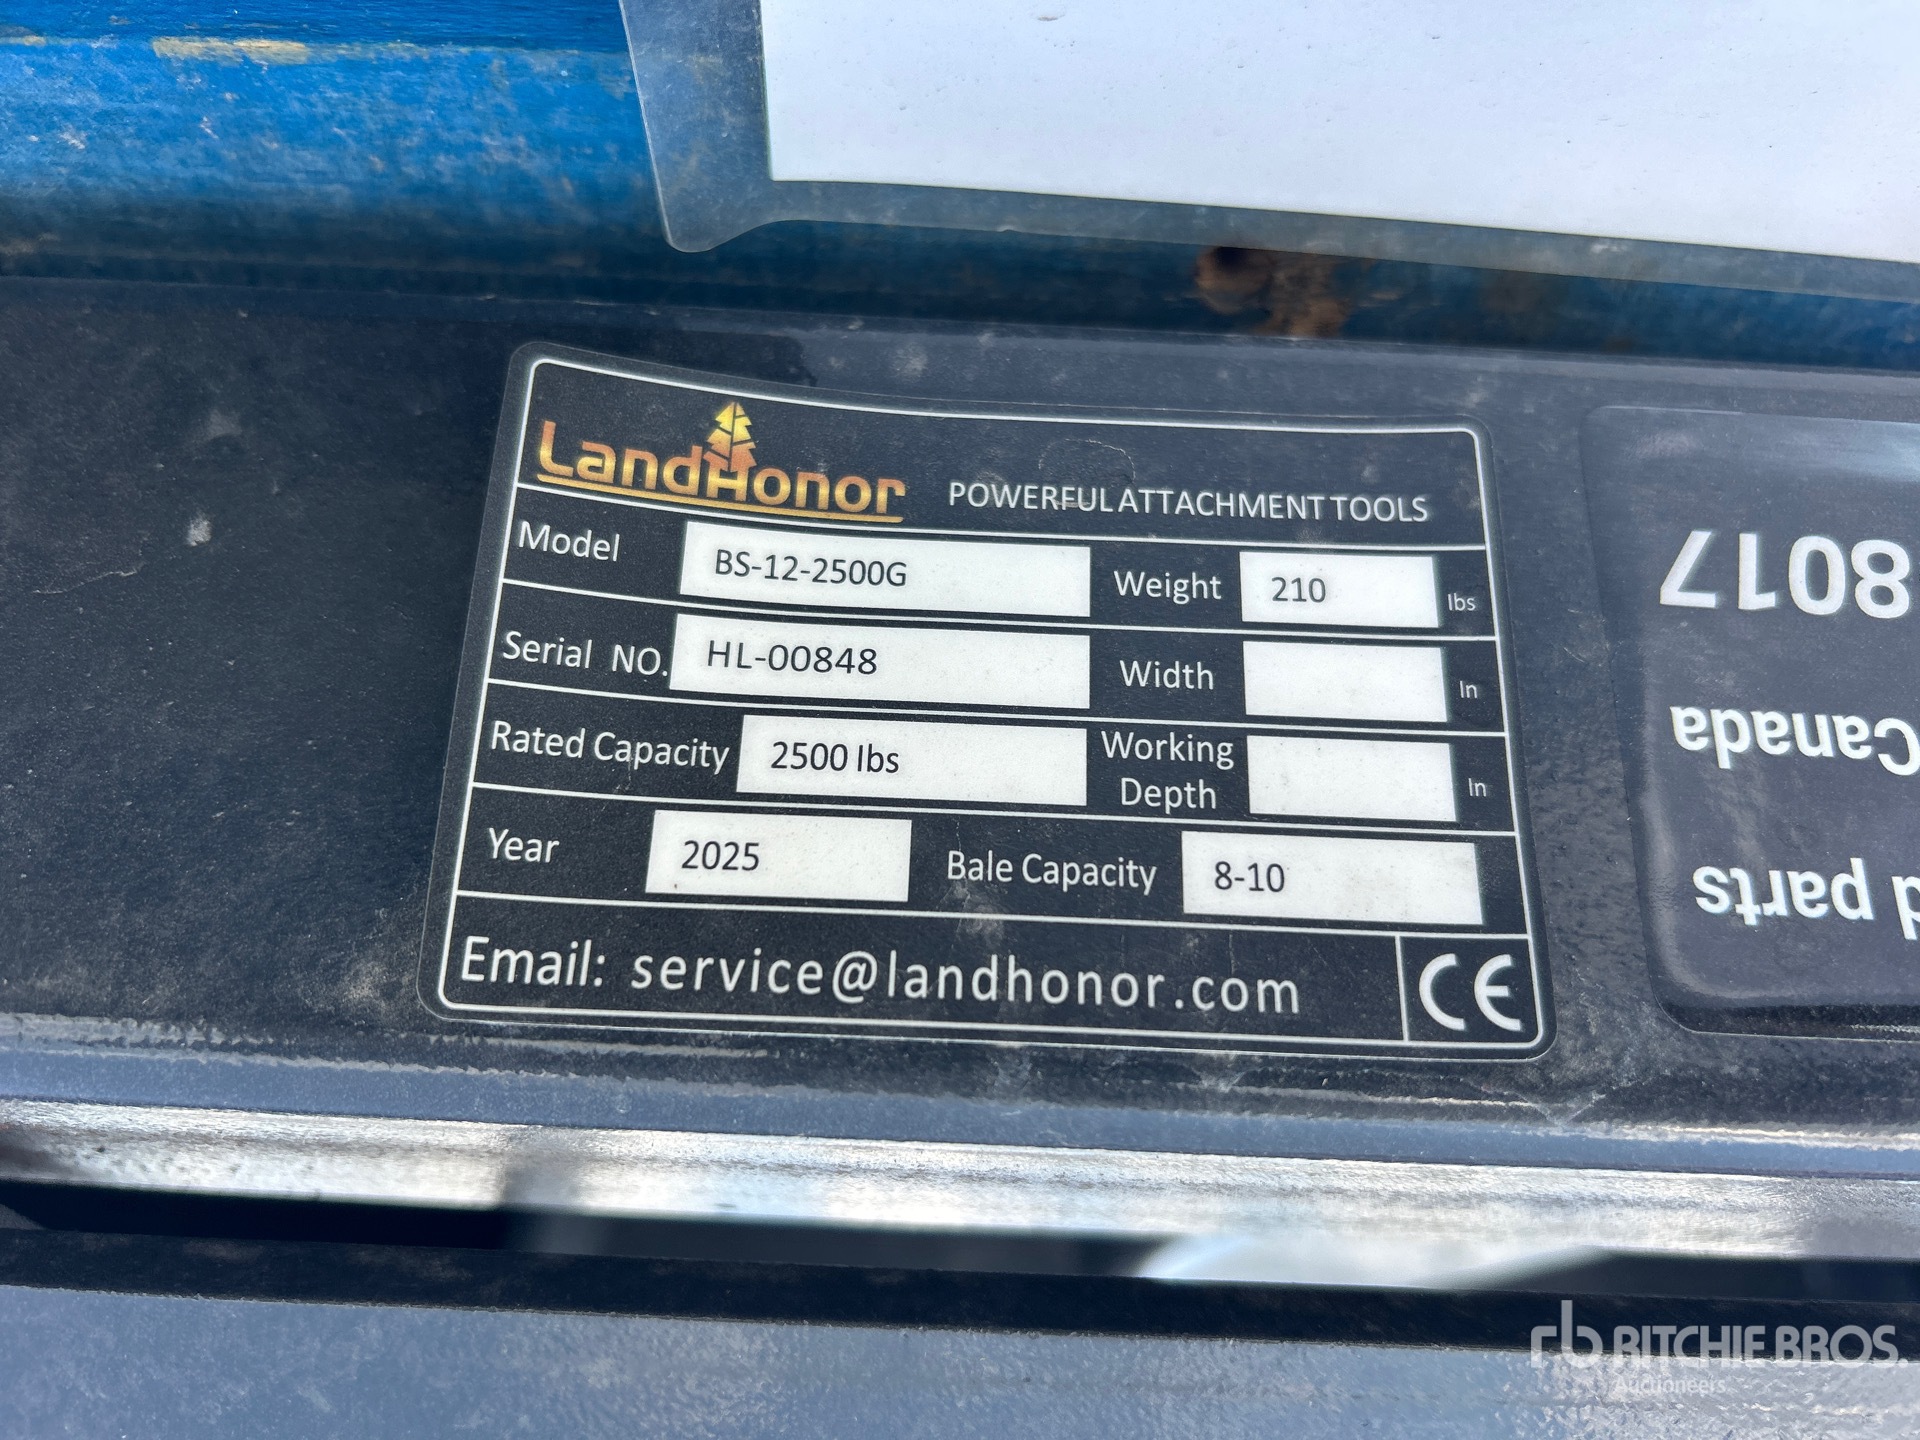 LandHonor POWERFUL ATTACHMENT TOOLS
Model BS-12-2500G Weight 210 lbs
Serial NO. HL-00848 Width In
Rated Capacity 2500 lbs Working Depth In
Year 2025 Bale Capacity 8-10
Email: service@landhonor.com CE
8017
Canada
parts
rb RITCHIE BROS.
Auctioneers